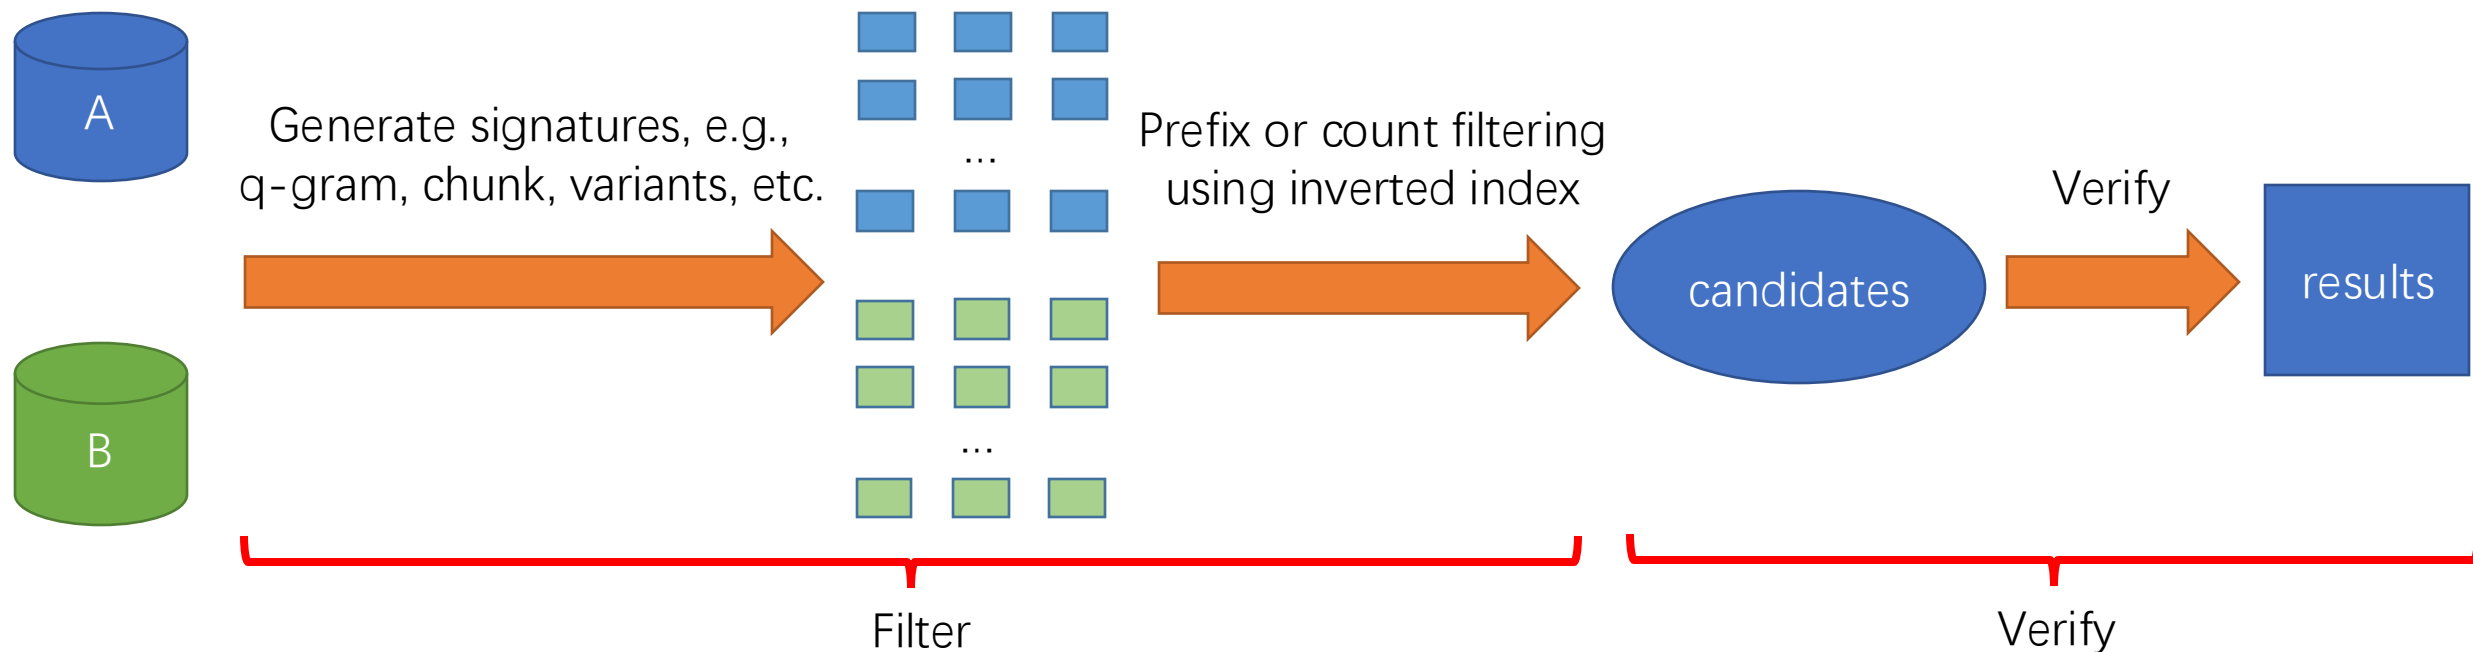 A
Generate signatures, e.g.,
q-gram, chunk, variants, etc.
...
Prefix or count filtering
using inverted index
candidates
Verify
results
B
...
Filter
Verify